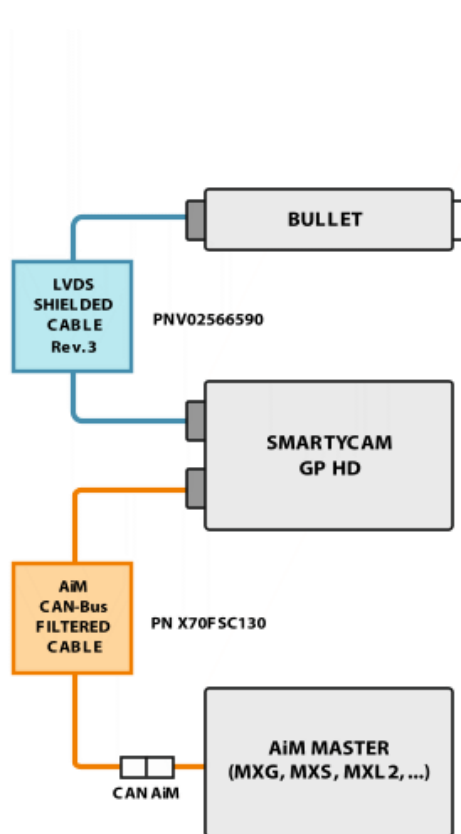 BULLET
LVDS
SHIELDED
CABLE
Rev.3
PNV02566590
SMARTYCAM
GP HD
AiM
CAN-Bus
FILTERED
CABLE
PN X70FSC130
AiM MASTER
(MXG, MXS, MXL2, ...)
CAN AiM